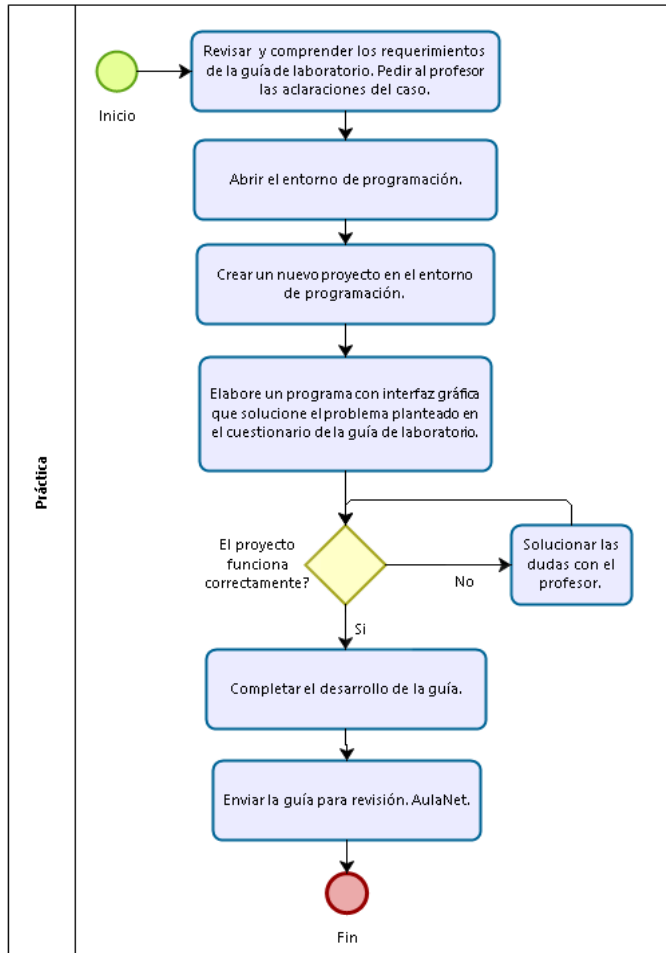 Práctica
Revisar y comprender los requerimientos
de la guía de laboratorio. Pedir al profesor
las aclaraciones del caso.
Inicio
Abrir el entorno de programación.
Crear un nuevo proyecto en el entorno
de programación.
Elabore un programa con interfaz gráfica
que solucione el problema planteado en
el cuestionario de la guía de laboratorio.
El proyecto
funciona
correctamente?
No
Solucionar las
dudas con el
profesor.
Si
Completar el desarrollo de la guía.
Enviar la guía para revisión. AulaNet.
Fin